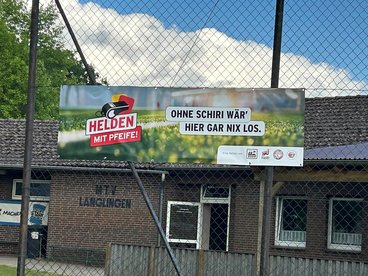 HELDEN
MIT PFEIFE!
OHNE SCHIRI WÄR'
HIER GAR NIX LOS.
MTV
LANGLINGEN